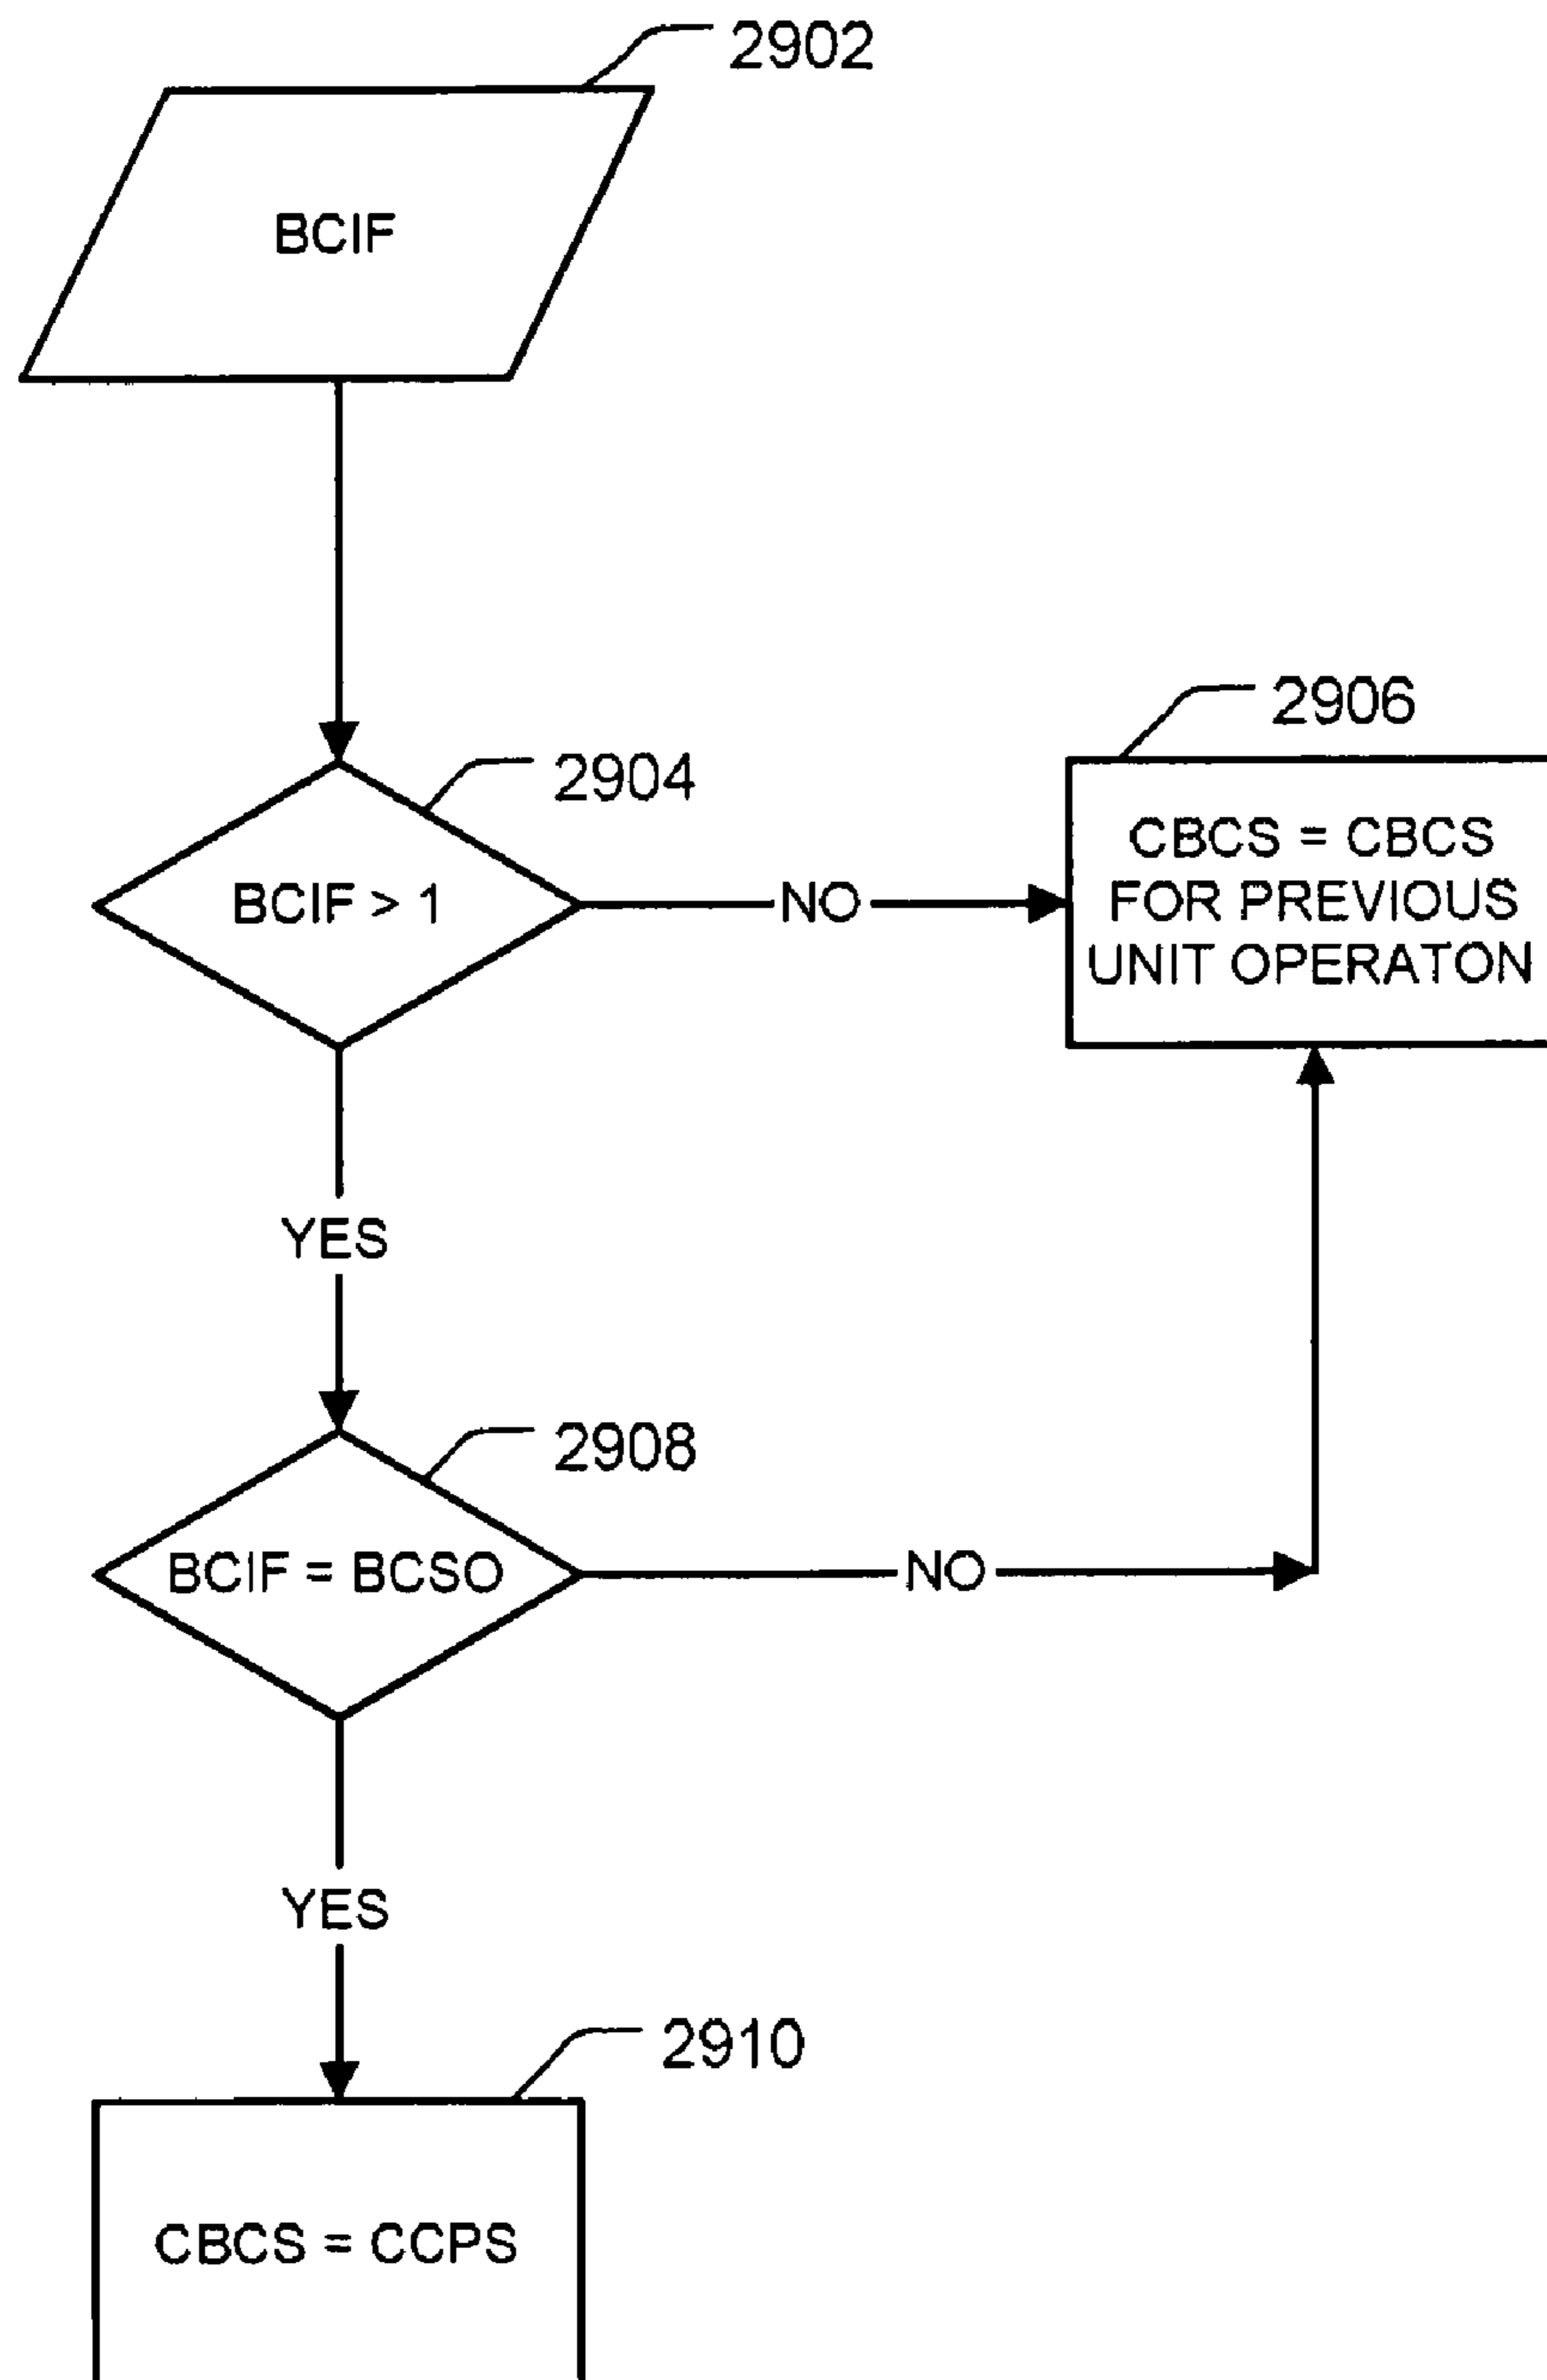 2902
BCIF
2904
BCIF > 1
NO
2906
CBCS = CBCS
FOR PREVIOUS
UNIT OPERATON
YES
2908
BCIF = BCSO
NO
YES
2910
CBCS = CCPS